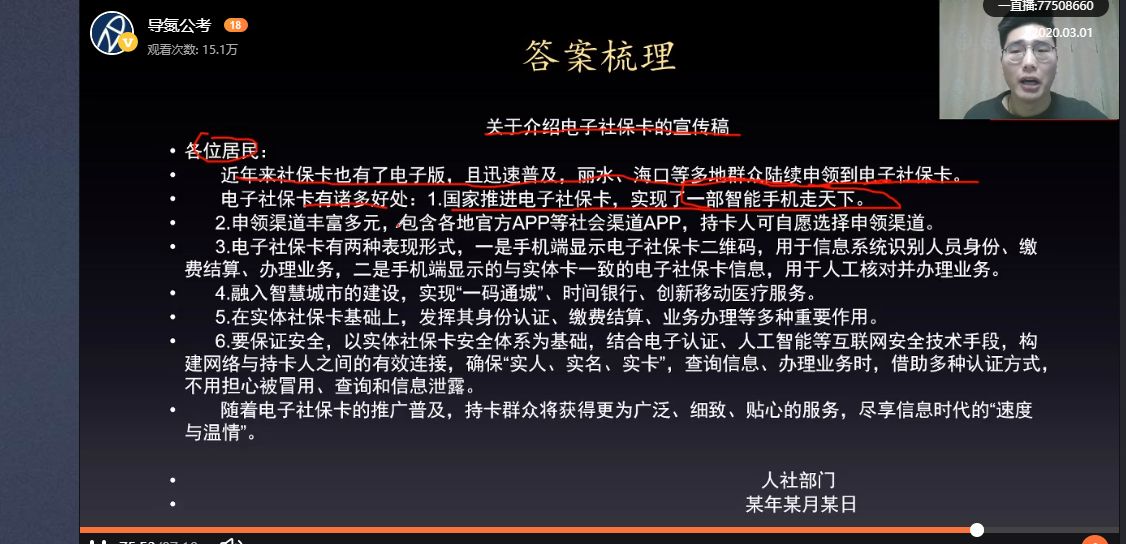 导氮公考 18
观看次数: 15.1万
一直播:77508660
2020.03.01
答案梳理
关于介绍电子社保卡的宣传稿
• 各位居民：
• 近年来社保卡也有了电子版，且迅速普及，丽水、海口等多地群众陆续申领到电子社保卡。
• 电子社保卡有诸多好处：1.国家推进电子社保卡，实现了一部智能手机走天下。
• 2.申领渠道丰富多元，包含各地官方APP等社会渠道APP，持卡人可自愿选择申领渠道。
• 3.电子社保卡有两种表现形式，一是手机端显示电子社保卡二维码，用于信息系统识别人员身份、缴
费结算、办理业务，二是手机端显示的与实体卡一致的电子社保卡信息，用于人工核对并办理业务。
• 4.融入智慧城市的建设，实现“一码通城”、时间银行、创新移动医疗服务。
• 5.在实体社保卡基础上，发挥其身份认证、缴费结算、业务办理等多种重要作用。
• 6.要保证安全，以实体社保卡安全体系为基础，结合电子认证、人工智能等互联网安全技术手段，构
建网络与持卡人之间的有效连接，确保“实人、实名、实卡”，查询信息、办理业务时，借助多种认证方式，
不用担心被冒用、查询和信息泄露。
• 随着电子社保卡的推广普及，持卡群众将获得更为广泛、细致、贴心的服务，尽享信息时代的“速度
与温情”。
• 人社部门
• 某年某月某日